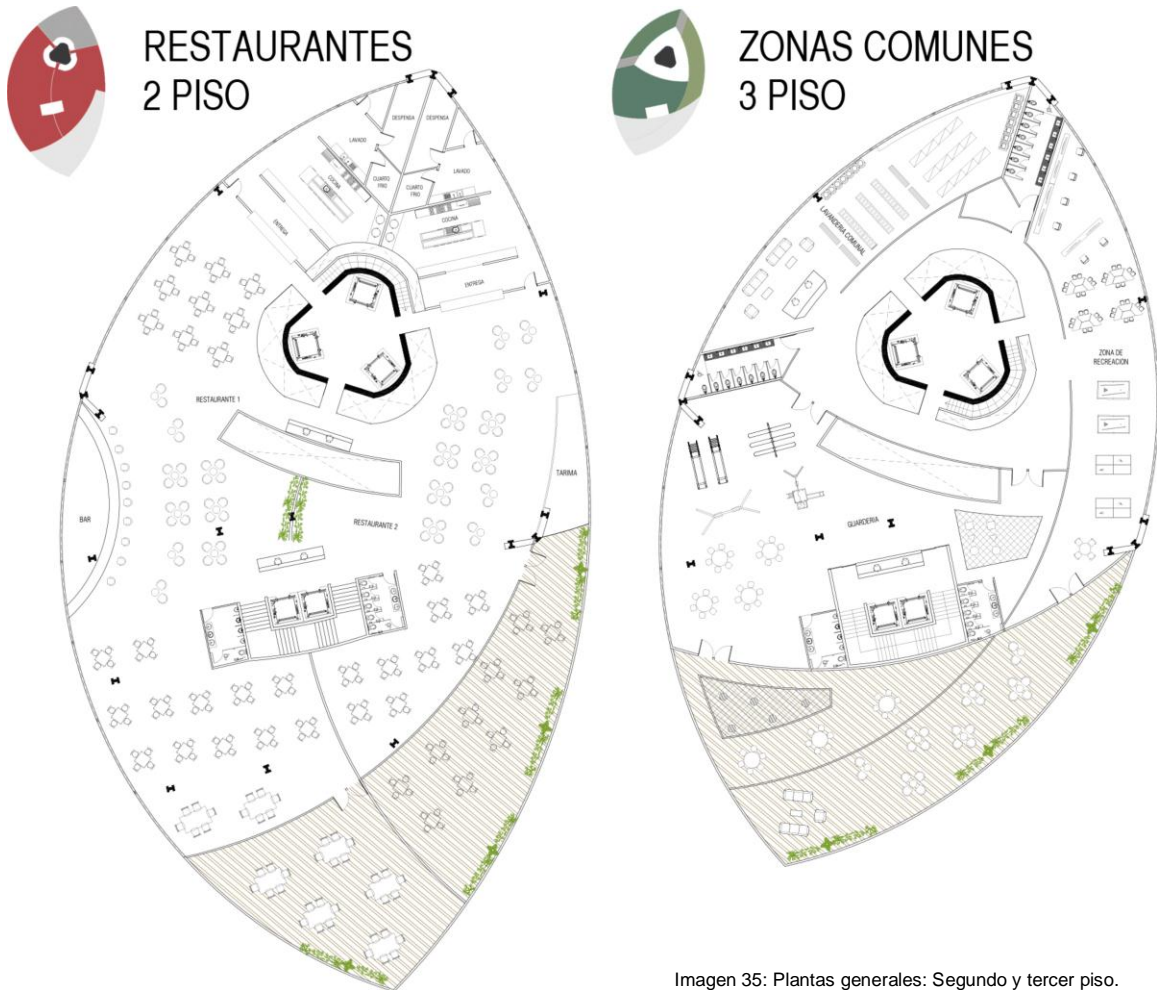 RESTAURANTES
2 PISO
DESPENSA
DESPENSA
LAVADO
LAVADO
CUARTO
FRIO
CUARTO
FRIO
COCINA
COCINA
ENTREGA
ENTREGA
RESTAURANTE 1
TARIMA
BAR
RESTAURANTE 2
ZONAS COMUNES
3 PISO
LAVANDERIA COMUNAL
ZONA DE
RECREACION
GUARDERIA
Imagen 35: Plantas generales: Segundo y tercer piso.